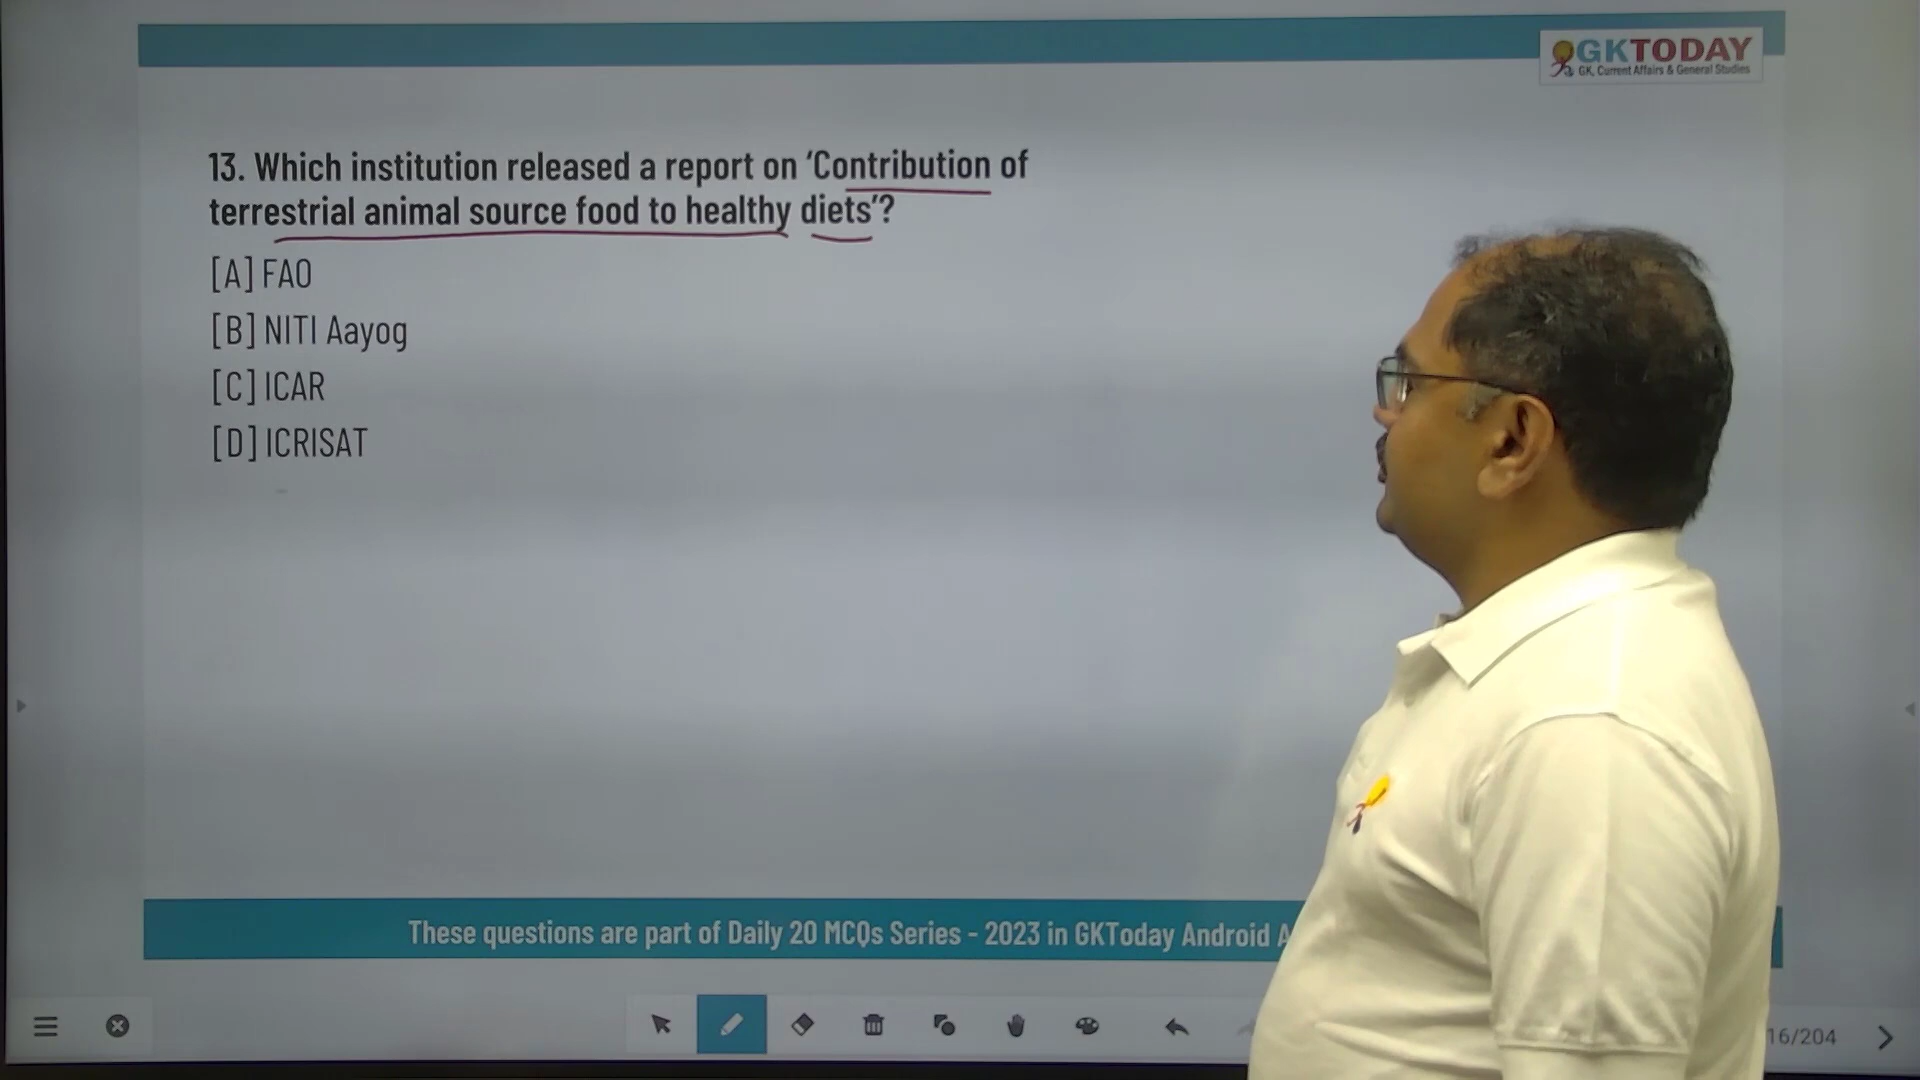 GKTODAY
GK, Current Affairs & General Studies
13. Which institution released a report on ‘Contribution of
terrestrial animal source food to healthy diets’?
[A] FAO
[B] NITI Aayog
[C] ICAR
[D] ICRISAT
These questions are part of Daily 20 MCQs Series - 2023 in GKToday Android
16/204